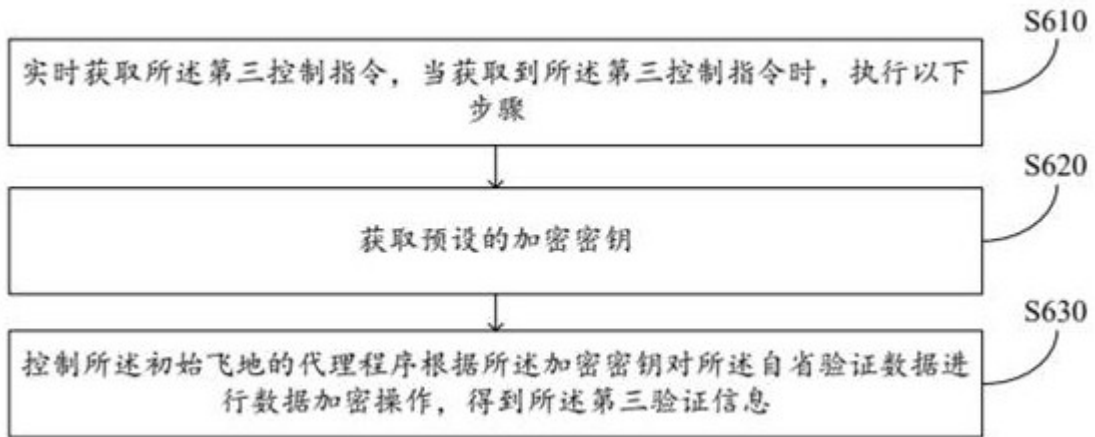 S610
实时获取所述第三控制指令，当获取到所述第三控制指令时，执行以下
步骤
S620
获取预设的加密密钥
S630
控制所述初始飞地的代理程序根据所述加密密钥对所述自省验证数据进
行数据加密操作，得到所述第三验证信息